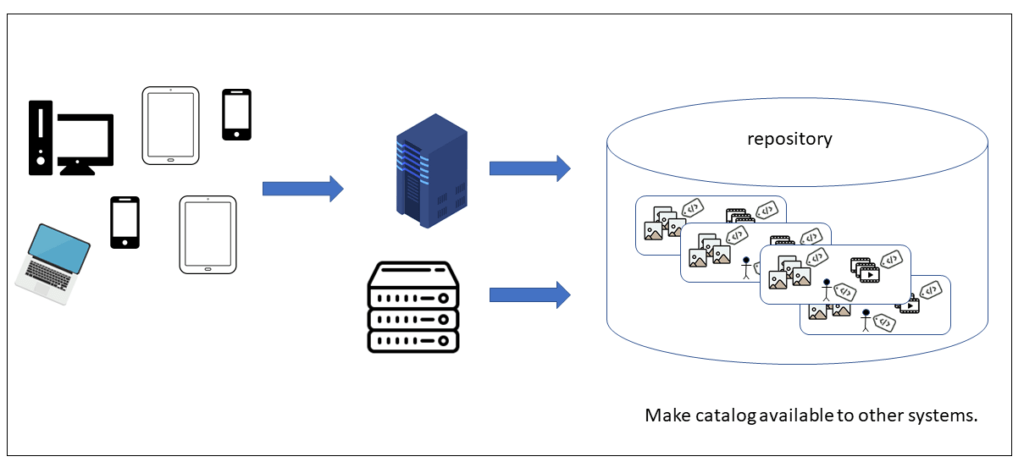 repository
Make catalog available to other systems.